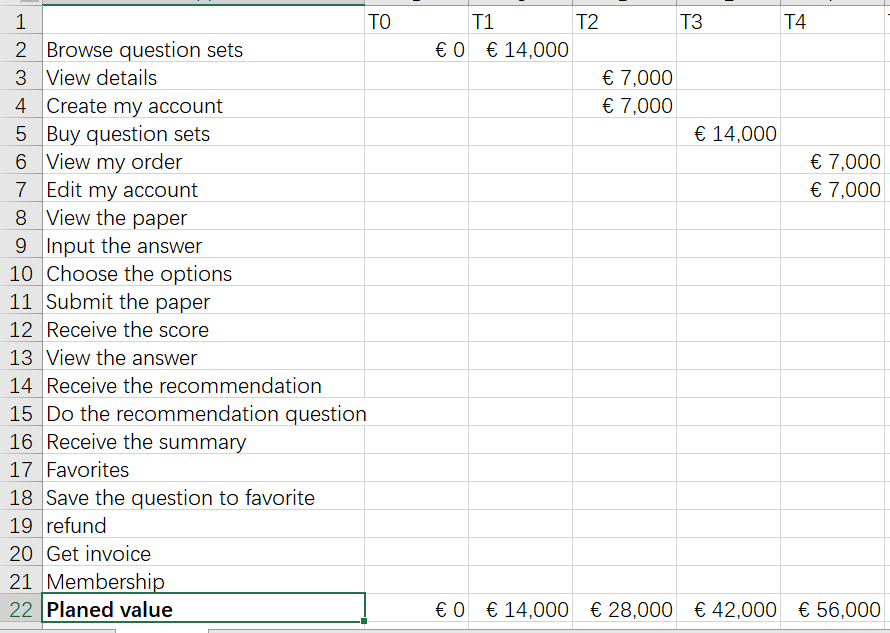 1 T0 T1 T2 T3 T4
2 Browse question sets € 0 € 14,000
3 View details € 7,000
4 Create my account € 7,000
5 Buy question sets € 14,000
6 View my order € 7,000
7 Edit my account € 7,000
8 View the paper
9 Input the answer
10 Choose the options
11 Submit the paper
12 Receive the score
13 View the answer
14 Receive the recommendation
15 Do the recommendation question
16 Receive the summary
17 Favorites
18 Save the question to favorite
19 refund
20 Get invoice
21 Membership
22 Planed value € 0 € 14,000 € 28,000 € 42,000 € 56,000